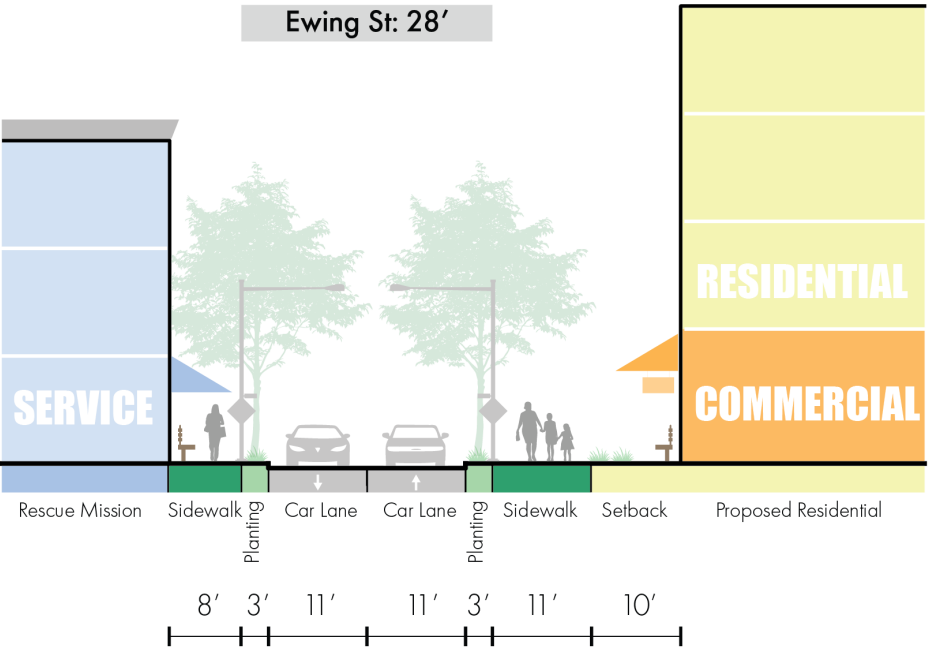 Ewing St: 28′
RESIDENTIAL
SERVICE
COMMERCIAL
Rescue Mission
Sidewalk
Planting
Car Lane
Car Lane
Planting
Sidewalk
Setback
Proposed Residential
8′
3′
11′
11′
3′
11′
10′